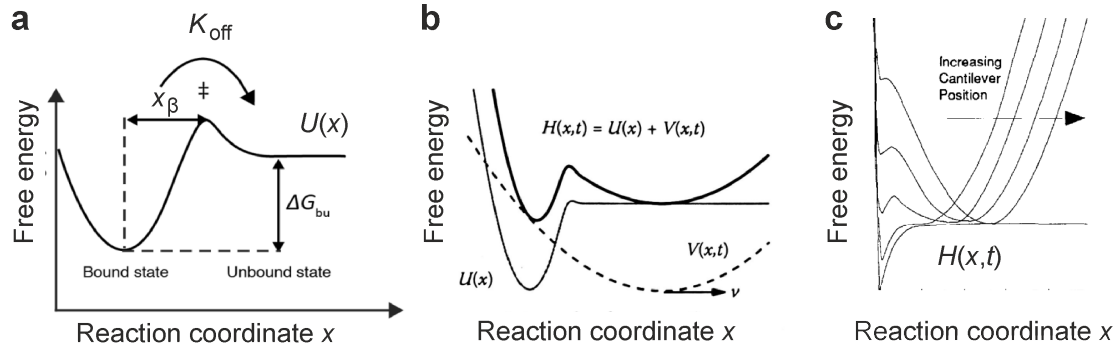 a
K_off
‡
x_β
U(x)
ΔG_bu
Bound state
Unbound state
Free energy
Reaction coordinate x
b
H(x,t) = U(x) + V(x,t)
V(x,t)
U(x)
ν
Free energy
Reaction coordinate x
c
Increasing
Cantilever
Position
H(x,t)
Free energy
Reaction coordinate x